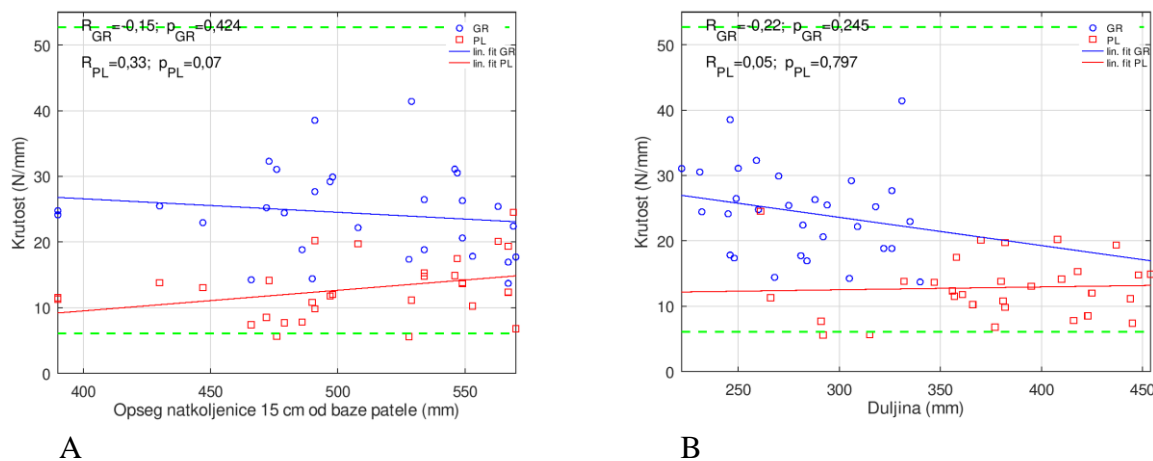 R_GR=-0,15; p_GR=0,424
R_PL=0,33; p_PL=0,07
GR
PL
lin. fit GR
lin. fit PL
Krutost (N/mm)
50
40
30
20
10
0
400 450 500 550
Opseg natkoljenice 15 cm od baze patele (mm)
A
R_GR=-0,22; p_GR=0,245
R_PL=0,05; p_PL=0,797
GR
PL
lin. fit GR
lin. fit PL
Krutost (N/mm)
50
40
30
20
10
0
250 300 350 400 450
Duljina (mm)
B